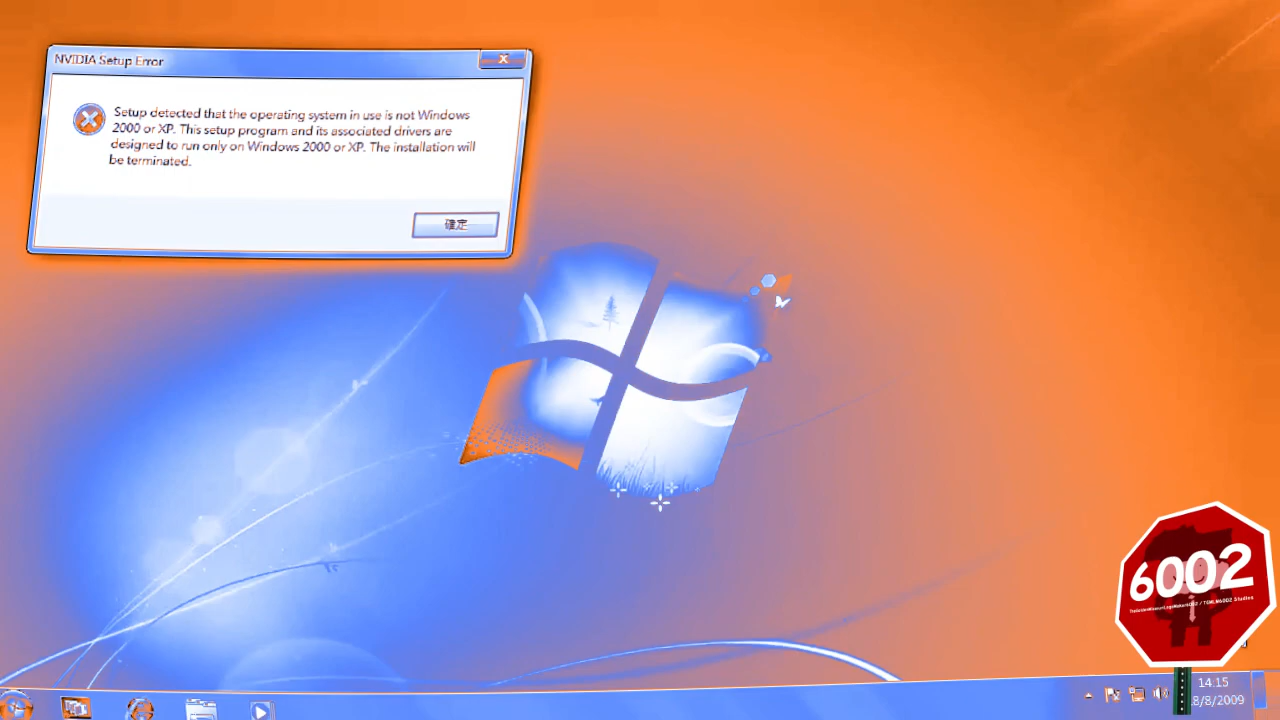 NVIDIA Setup Error
Setup detected that the operating system in use is not Windows
2000 or XP. This setup program and its associated drivers are
designed to run only on Windows 2000 or XP. The installation will
be terminated.
確定
6002
14:15
8/8/2009